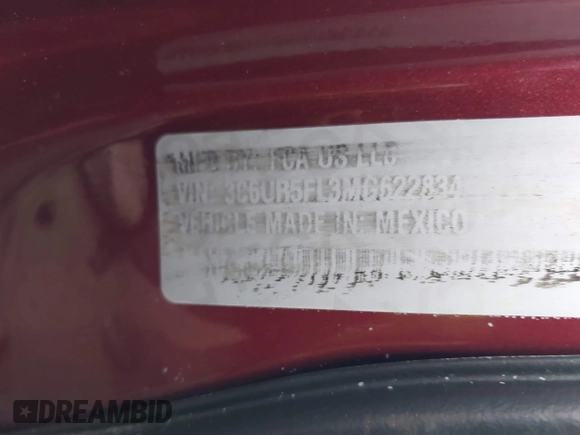 MFD BY: FCA US LLC
VIN: 3C6UR5FL3MG622834
VEHICLE MADE IN: MEXICO
DREAMBID